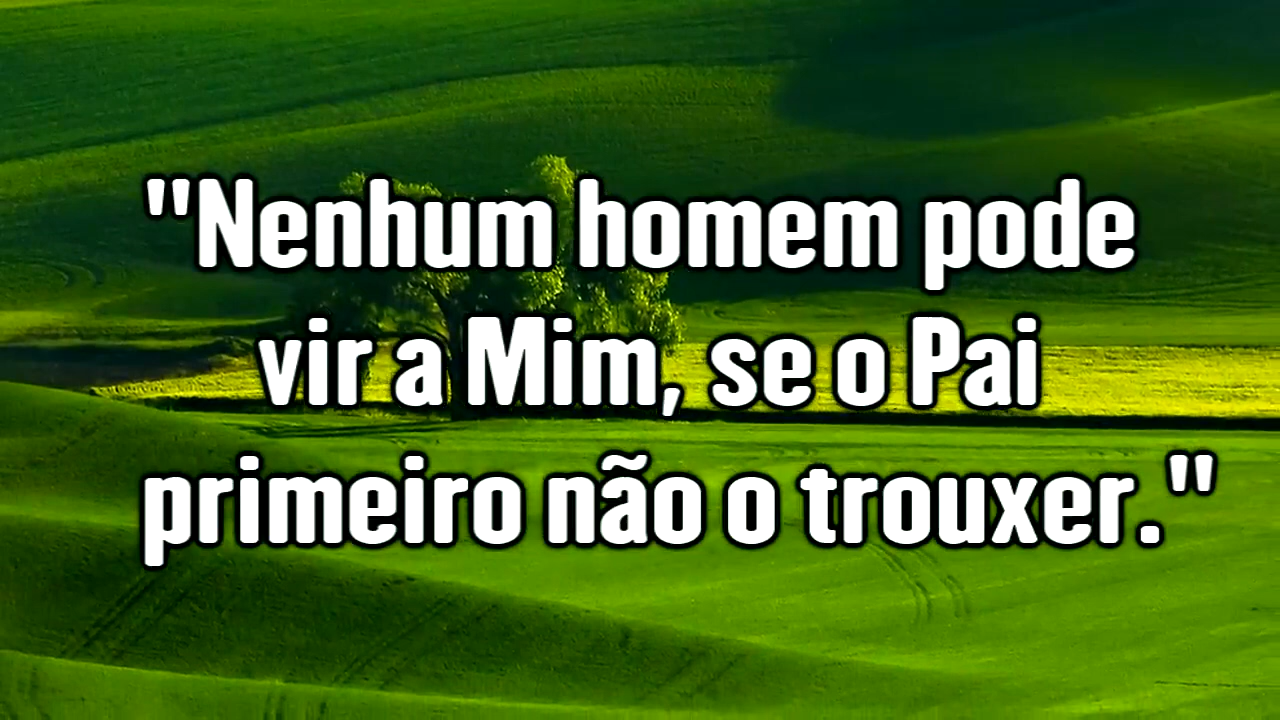 "Nenhum homem pode
vir a Mim, se o Pai
primeiro não o trouxer."